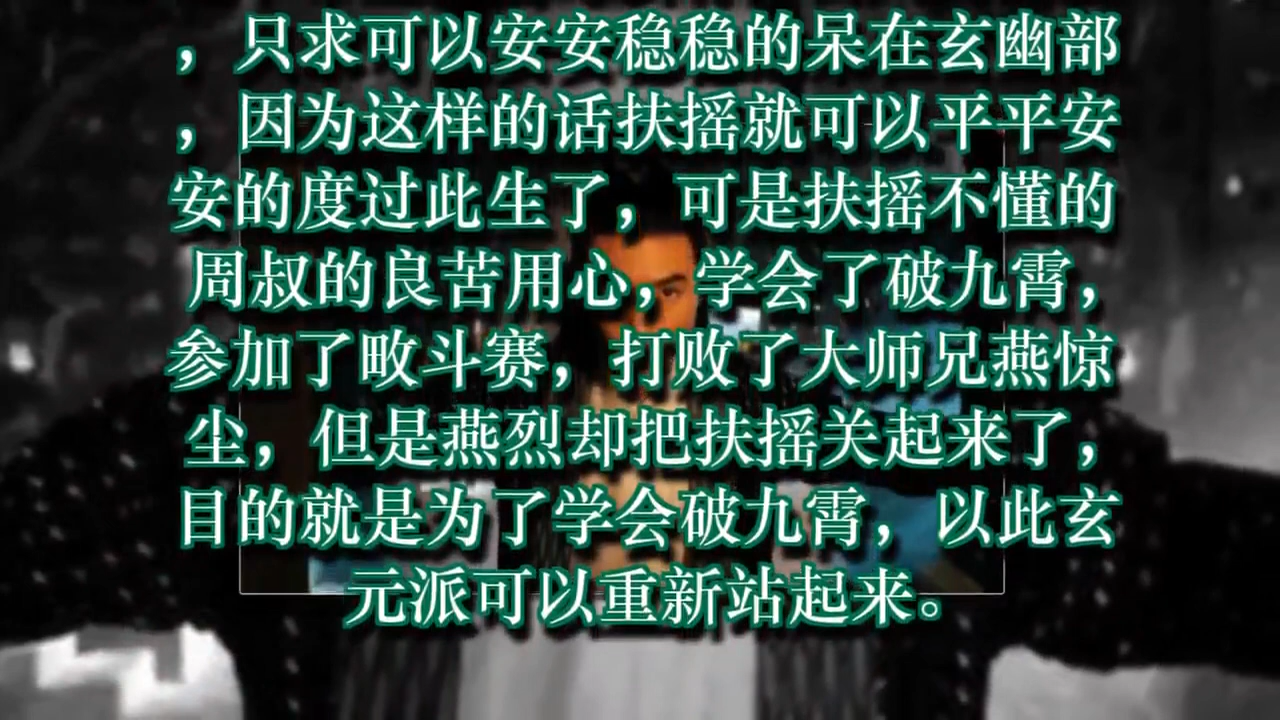 ，只求可以安安稳稳的呆在玄幽部
，因为这样的话扶摇就可以平平安
安的度过此生了，可是扶摇不懂的
周叔的良苦用心，学会了破九霄，
参加了畋斗赛，打败了大师兄燕惊
尘，但是燕烈却把扶摇关起来了，
目的就是为了学会破九霄，以此玄
元派可以重新站起来。